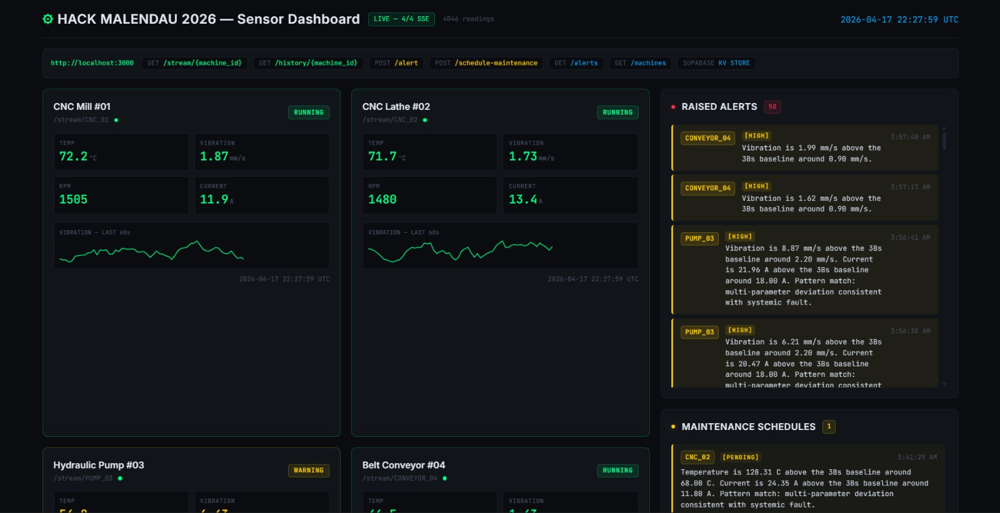 HACK MALENDAU 2026 — Sensor Dashboard
LIVE — 4/4 SSE
4046 readings
2026-04-17 22:27:59 UTC
http://localhost:3000
GET /stream/{machine_id}
GET /history/{machine_id}
POST /alert
POST /schedule-maintenance
GET /alerts
GET /machines
SUPABASE KV STORE
CNC Mill #01
/stream/CNC_01
RUNNING
TEMP
72.2 °C
VIBRATION
1.87 mm/s
RPM
1505
CURRENT
11.9 A
VIBRATION — LAST 60s
2026-04-17 22:27:59 UTC
CNC Lathe #02
/stream/CNC_02
RUNNING
TEMP
71.7 °C
VIBRATION
1.73 mm/s
RPM
1480
CURRENT
13.4 A
VIBRATION — LAST 60s
2026-04-17 22:27:59 UTC
Hydraulic Pump #03
/stream/PUMP_03
WARNING
TEMP
VIBRATION
Belt Conveyor #04
/stream/CONVEYOR_04
RUNNING
TEMP
VIBRATION
RAISED ALERTS 50
CONVEYOR_04 [HIGH] 3:57:48 AM
Vibration is 1.99 mm/s above the
3Bs baseline around 0.90 mm/s.
CONVEYOR_04 [HIGH] 3:57:17 AM
Vibration is 1.62 mm/s above the
3Bs baseline around 0.90 mm/s.
PUMP_03 [HIGH] 3:56:41 AM
Vibration is 8.87 mm/s above the 3Bs
baseline around 2.20 mm/s. Current
is 21.96 A above the 3Bs baseline
around 18.00 A. Pattern match:
multi-parameter deviation consistent
with systemic fault.
PUMP_03 [HIGH] 3:56:38 AM
Vibration is 6.21 mm/s above the 3Bs
baseline around 2.20 mm/s. Current
is 20.47 A above the 3Bs baseline
around 18.00 A. Pattern match:
multi-parameter deviation consistent
MAINTENANCE SCHEDULES 1
CNC_02 [PENDING] 3:41:29 AM
Temperature is 128.31 C above the 3Bs baseline around
68.00 C. Current is 24.35 A above the 3Bs baseline around
11.80 A. Pattern match: multi-parameter deviation
consistent with systemic fault.